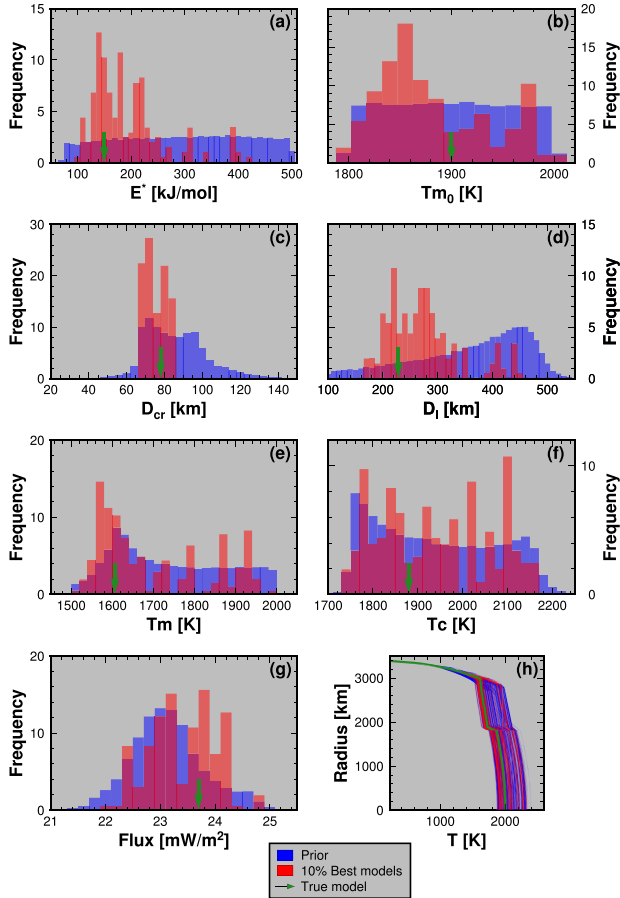 15
10
5
0
Frequency
(a)
100 200 300 400 500
E* [kJ/mol]
20
15
10
5
0
Frequency
(b)
1800 1900 2000
Tm0 [K]
30
20
10
0
Frequency
(c)
20 40 60 80 100 120 140
Dcr [km]
15
10
5
0
Frequency
(d)
100 200 300 400 500
Dl [km]
20
10
0
Frequency
(e)
1500 1600 1700 1800 1900 2000
Tm [K]
10
0
Frequency
(f)
1700 1800 1900 2000 2100 2200
Tc [K]
20
10
0
Frequency
(g)
21 22 23 24 25
Flux [mW/m²]
3000
2000
1000
0
Radius [km]
(h)
1000 2000
T [K]
Prior
10% Best models
True model